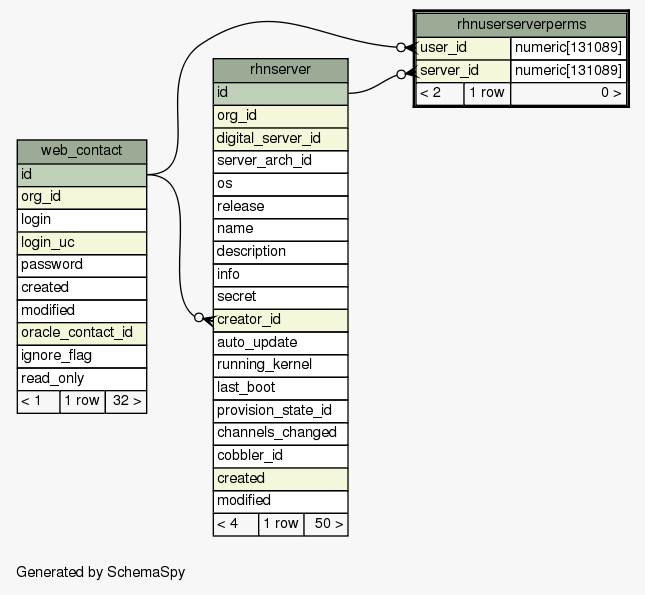 rhnuserserverperms
user_id numeric[131089]
server_id numeric[131089]
< 2 1 row 0 >
rhnserver
id
org_id
digital_server_id
server_arch_id
os
release
name
description
info
secret
creator_id
auto_update
running_kernel
last_boot
provision_state_id
channels_changed
cobbler_id
created
modified
< 4 1 row 50 >
web_contact
id
org_id
login
login_uc
password
created
modified
oracle_contact_id
ignore_flag
read_only
< 1 1 row 32 >
Generated by SchemaSpy